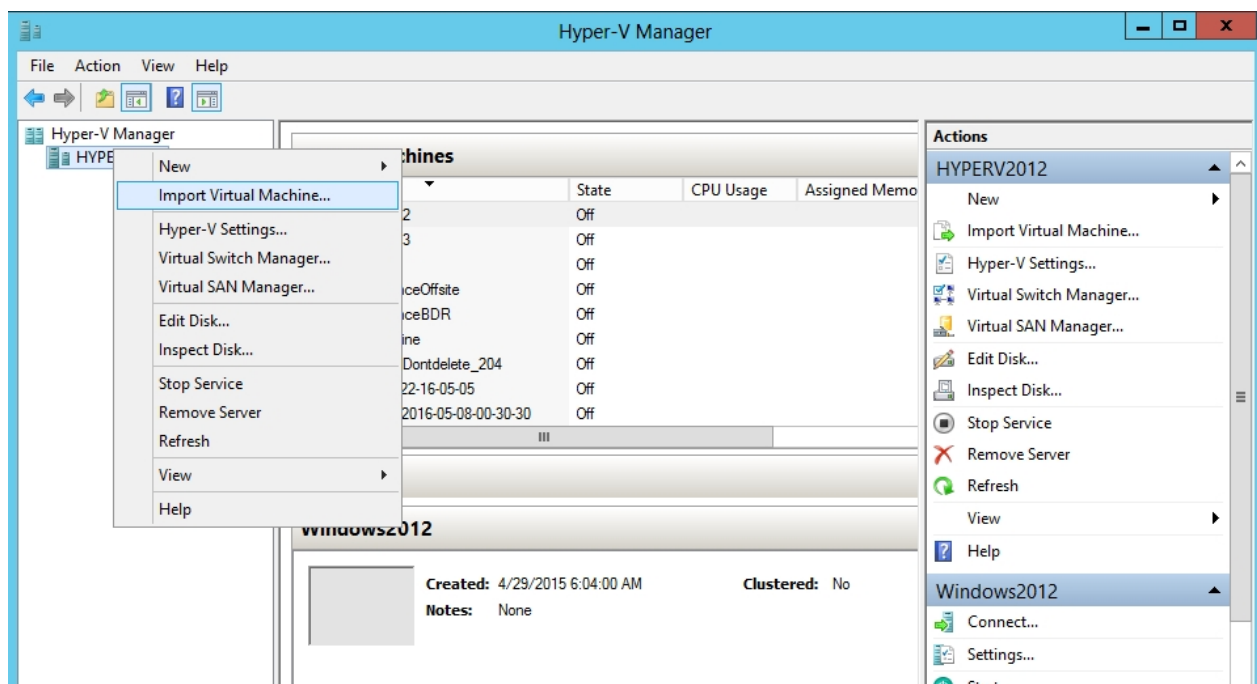 Hyper-V Manager
File Action View Help
Hyper-V Manager
HYPE
New
Import Virtual Machine...
Hyper-V Settings...
Virtual Switch Manager...
Virtual SAN Manager...
Edit Disk...
Inspect Disk...
Stop Service
Remove Server
Refresh
View
Help
chines
State CPU Usage Assigned Memo
2 Off
3 Off
Off
ceOffsite Off
ceBDR Off
ine Off
Dontdelete_204 Off
22-16-05-05 Off
2016-05-08-00-30-30 Off
Windows2012
Created: 4/29/2015 6:04:00 AM Clustered: No
Notes: None
Actions
HYPERV2012
New
Import Virtual Machine...
Hyper-V Settings...
Virtual Switch Manager...
Virtual SAN Manager...
Edit Disk...
Inspect Disk...
Stop Service
Remove Server
Refresh
View
Help
Windows2012
Connect...
Settings...